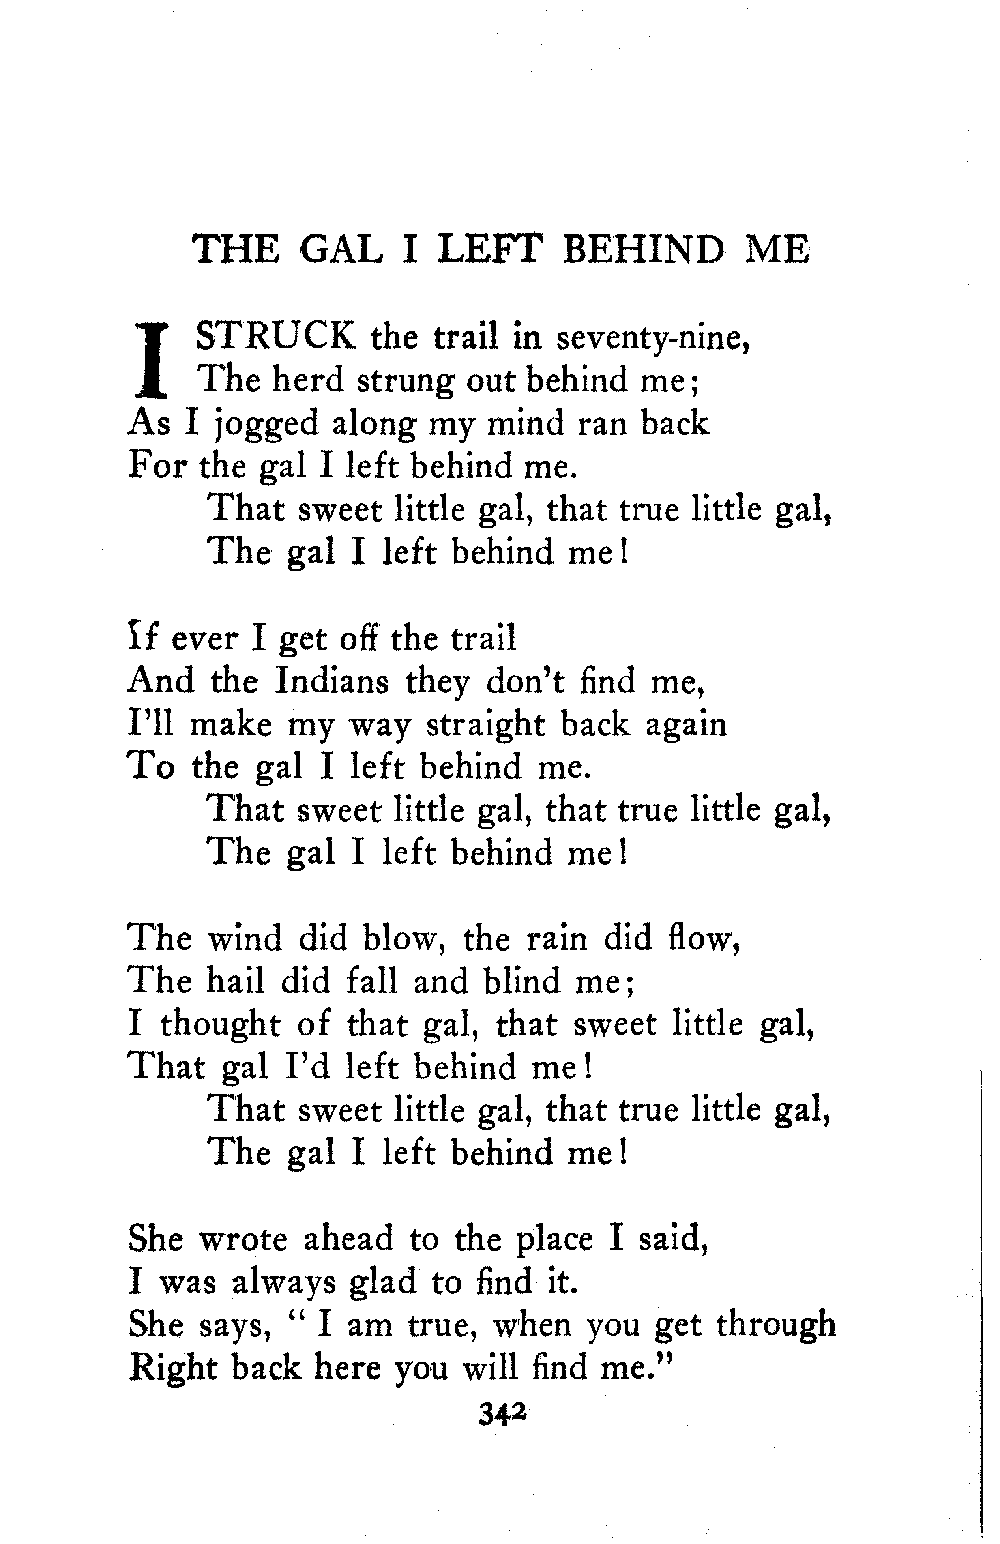 THE GAL I LEFT BEHIND ME
I STRUCK the trail in seventy-nine,
The herd strung out behind me;
As I jogged along my mind ran back
For the gal I left behind me.
That sweet little gal, that true little gal,
The gal I left behind me!
If ever I get off the trail
And the Indians they don't find me,
I'll make my way straight back again
To the gal I left behind me.
That sweet little gal, that true little gal,
The gal I left behind me!
The wind did blow, the rain did flow,
The hail did fall and blind me;
I thought of that gal, that sweet little gal,
That gal I'd left behind me!
That sweet little gal, that true little gal,
The gal I left behind me!
She wrote ahead to the place I said,
I was always glad to find it.
She says, " I am true, when you get through
Right back here you will find me."
342